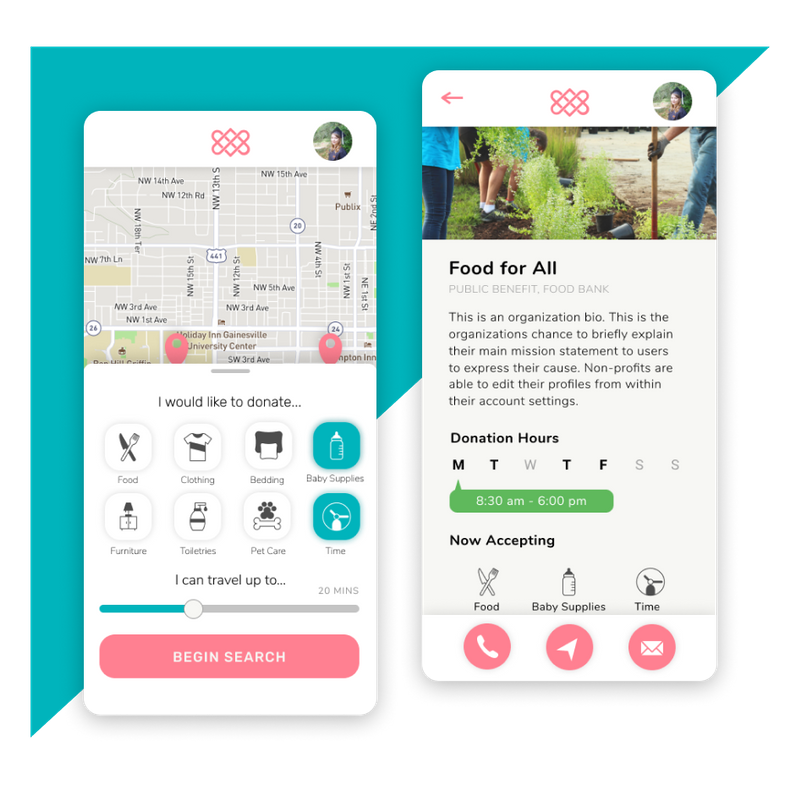 NW 14th Ave
NW 15th Ave
NW 12th Rd
NW 13th S
Publix
NE 2nd St
NW 18th Ter
20
441
NW 7th Ln
NW 15th St
NW 12th St
NW 4th St
NW 1st St
NE 1st St
NW 5th Ave
NW 3rd Ave
NW 3rd Ave
NW 1st Ave
26
24
Holiday Inn Gainesville
University Center
Ben Hill Griffin
SW 3rd Ave
mpton Inn
I would like to donate...
Food
Clothing
Bedding
Baby Supplies
Furniture
Toiletries
Pet Care
Time
I can travel up to...
20 MINS
BEGIN SEARCH
Food for All
PUBLIC BENEFIT, FOOD BANK
This is an organization bio. This is the
organizations chance to briefly explain
their main mission statement to users
to express their cause. Non-profits are
able to edit their profiles from within
their account settings.
Donation Hours
M T W T F S S
8:30 am - 6:00 pm
Now Accepting
Food
Baby Supplies
Time